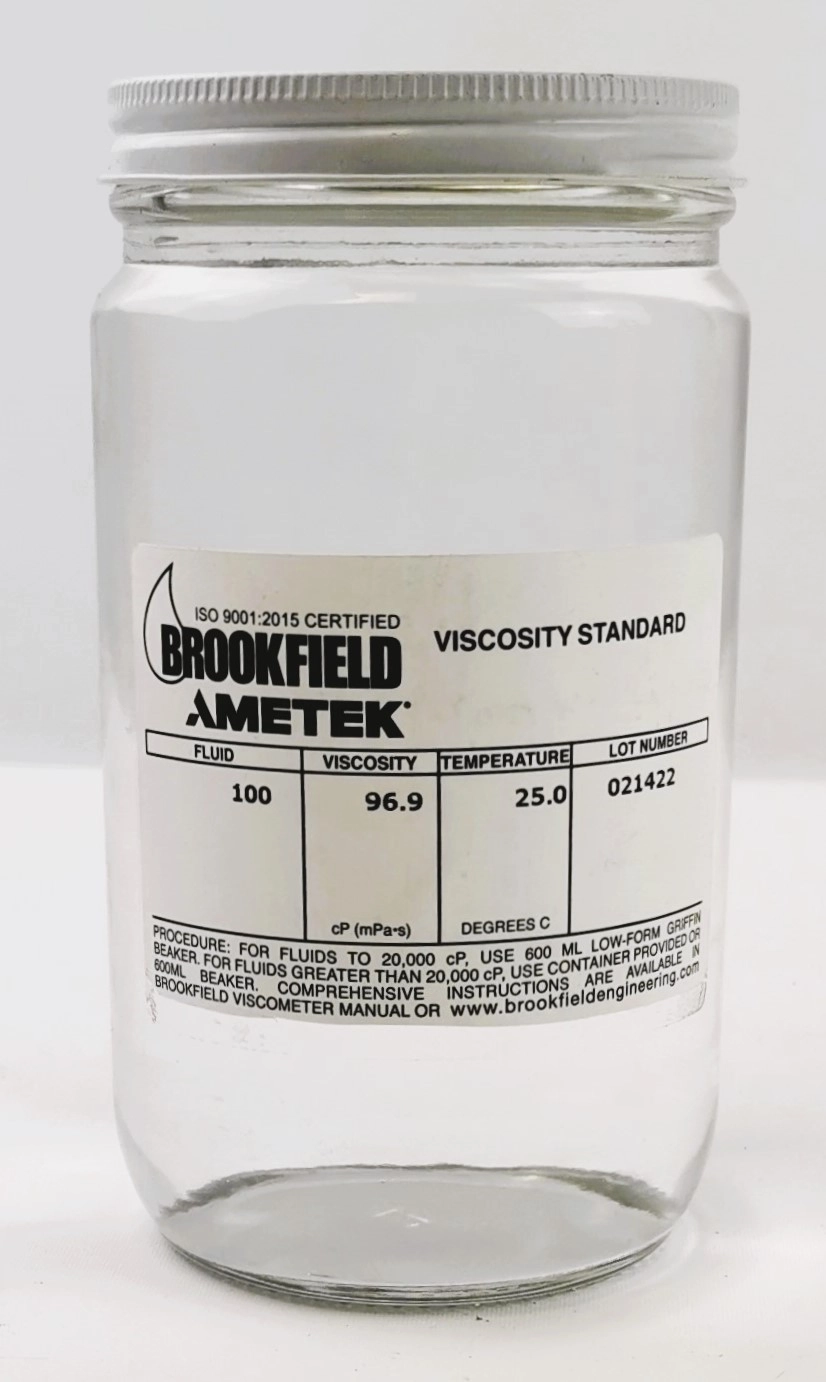 ISO 9001:2015 CERTIFIED
BROOKFIELD
AMETEK
VISCOSITY STANDARD
FLUID VISCOSITY TEMPERATURE LOT NUMBER
100 96.9 25.0 021422
cP (mPa•s) DEGREES C
PROCEDURE: FOR FLUIDS TO 20,000 cP, USE 600 ML LOW-FORM GRIFFIN
BEAKER. FOR FLUIDS GREATER THAN 20,000 cP, USE CONTAINER PROVIDED OR
600ML BEAKER. COMPREHENSIVE INSTRUCTIONS ARE AVAILABLE IN
BROOKFIELD VISCOMETER MANUAL OR www.brookfieldengineering.com